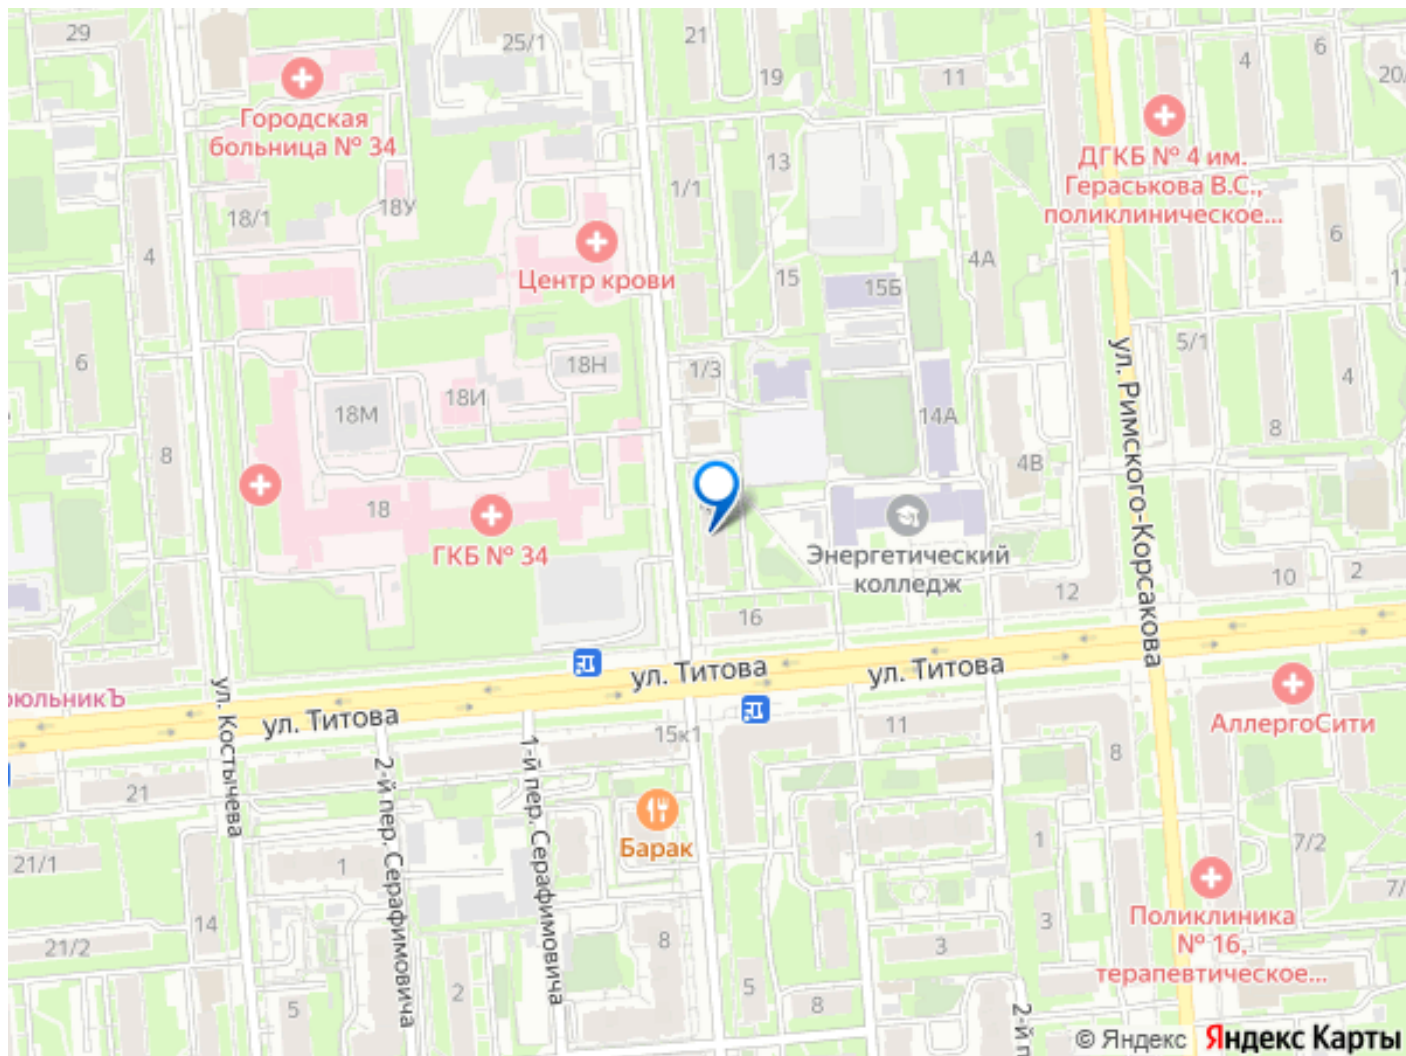 29
25/1
21
19
11
4
6
20/
Городская
больница № 34
13
ДГКБ № 4 им.
Гераськова В.С.,
поликлиническое...
1/1
18У
18/1
6
4
4А
Центр крови
15
15Б
17
5/1
6
18Н
1/3
4
18И
18М
14А
8
8
4В
ул. Римского-Корсакова
18
ГКБ № 34
Энергетический
колледж
10
2
12
16
ул. Титова
ул. Титова
ул. Титова
рюльникЪ
АллергоСити
ул. Костычева
15к1
11
8
21
2-й пер. Серафимовича
1-й пер. Серафимовича
Барак
1
7/2
21/1
1
7/
Поликлиника
№ 16,
терапевтическое...
14
3
21/2
8
3
2
5
5
8
2-й п
© Яндекс
Яндекс Карты